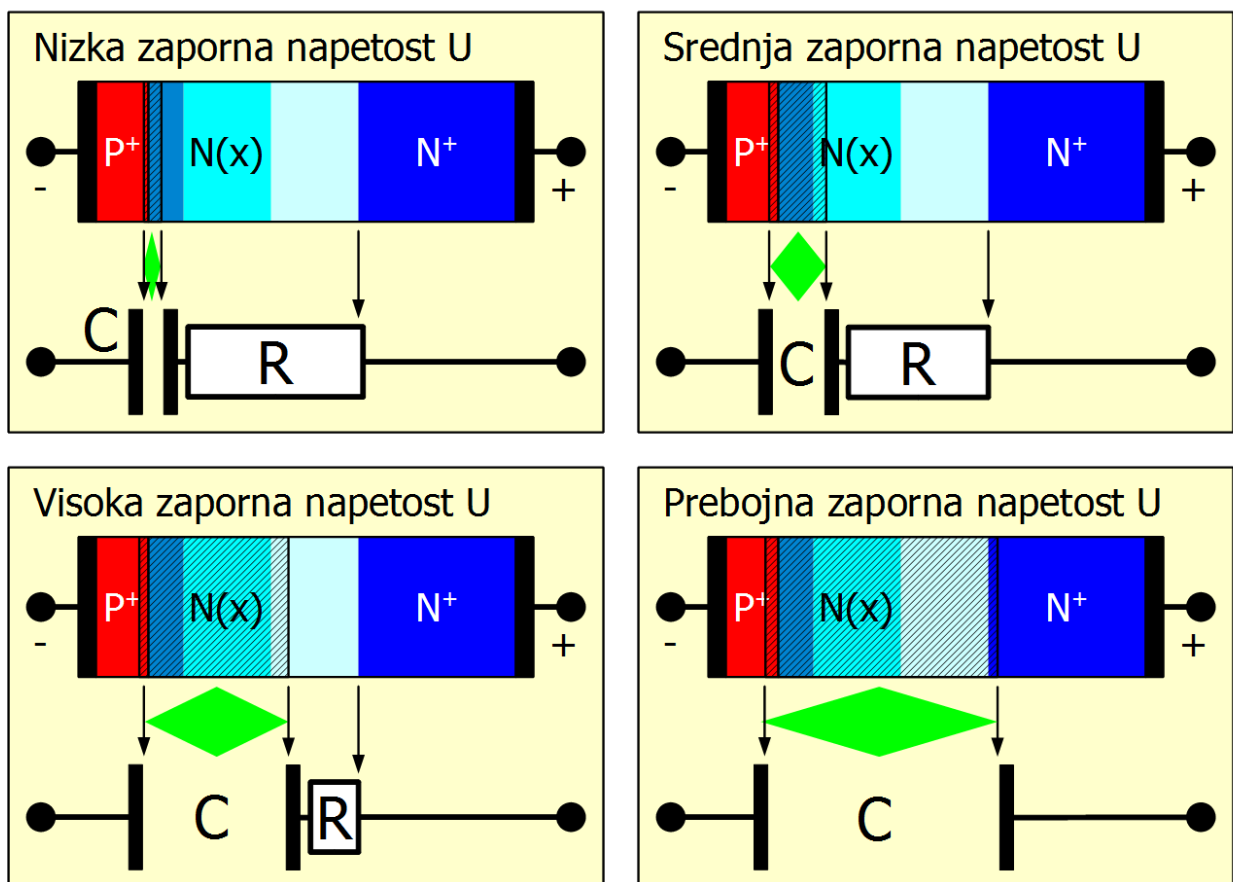 Nizka zaporna napetost U
P⁺ N(x) N⁺
- +
C R
Srednja zaporna napetost U
P⁺ N(x) N⁺
- +
C R
Visoka zaporna napetost U
P⁺ N(x) N⁺
- +
C R
Prebojna zaporna napetost U
P⁺ N(x) N⁺
- +
C